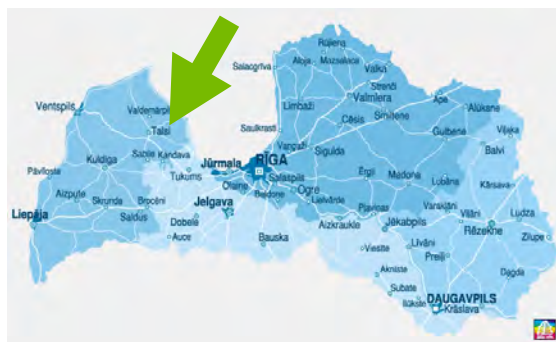 Rūjiena
Aloja
Mazsalaca
Valka
Salacgrīva
Strenči
Valmiera
Ape
Alūksne
Ventspils
Valdemārpils
Limbaži
Cēsis
Smiltene
Talsi
Saulkrasti
Gulbene
Viļaka
Balvi
Kuldīga
Sabile
Kandava
Jūrmala
RĪGA
Vangaži
Sigulda
Pāvilosta
Tukums
Salaspils
Ērgļi
Madona
Lubāna
Kārsava
Aizpute
Skrunda
Brocēni
Olaine
Baldone
Ogre
Lielvārde
Pļaviņas
Varakļāni
Viļāni
Ludza
Liepāja
Saldus
Jelgava
Dobele
Aizkraukle
Jēkabpils
Rēzekne
Zilupe
Auce
Bauska
Viesīte
Līvāni
Preiļi
Akniste
Dagda
Subate
Ilūkste
DAUGAVPILS
Krāslava